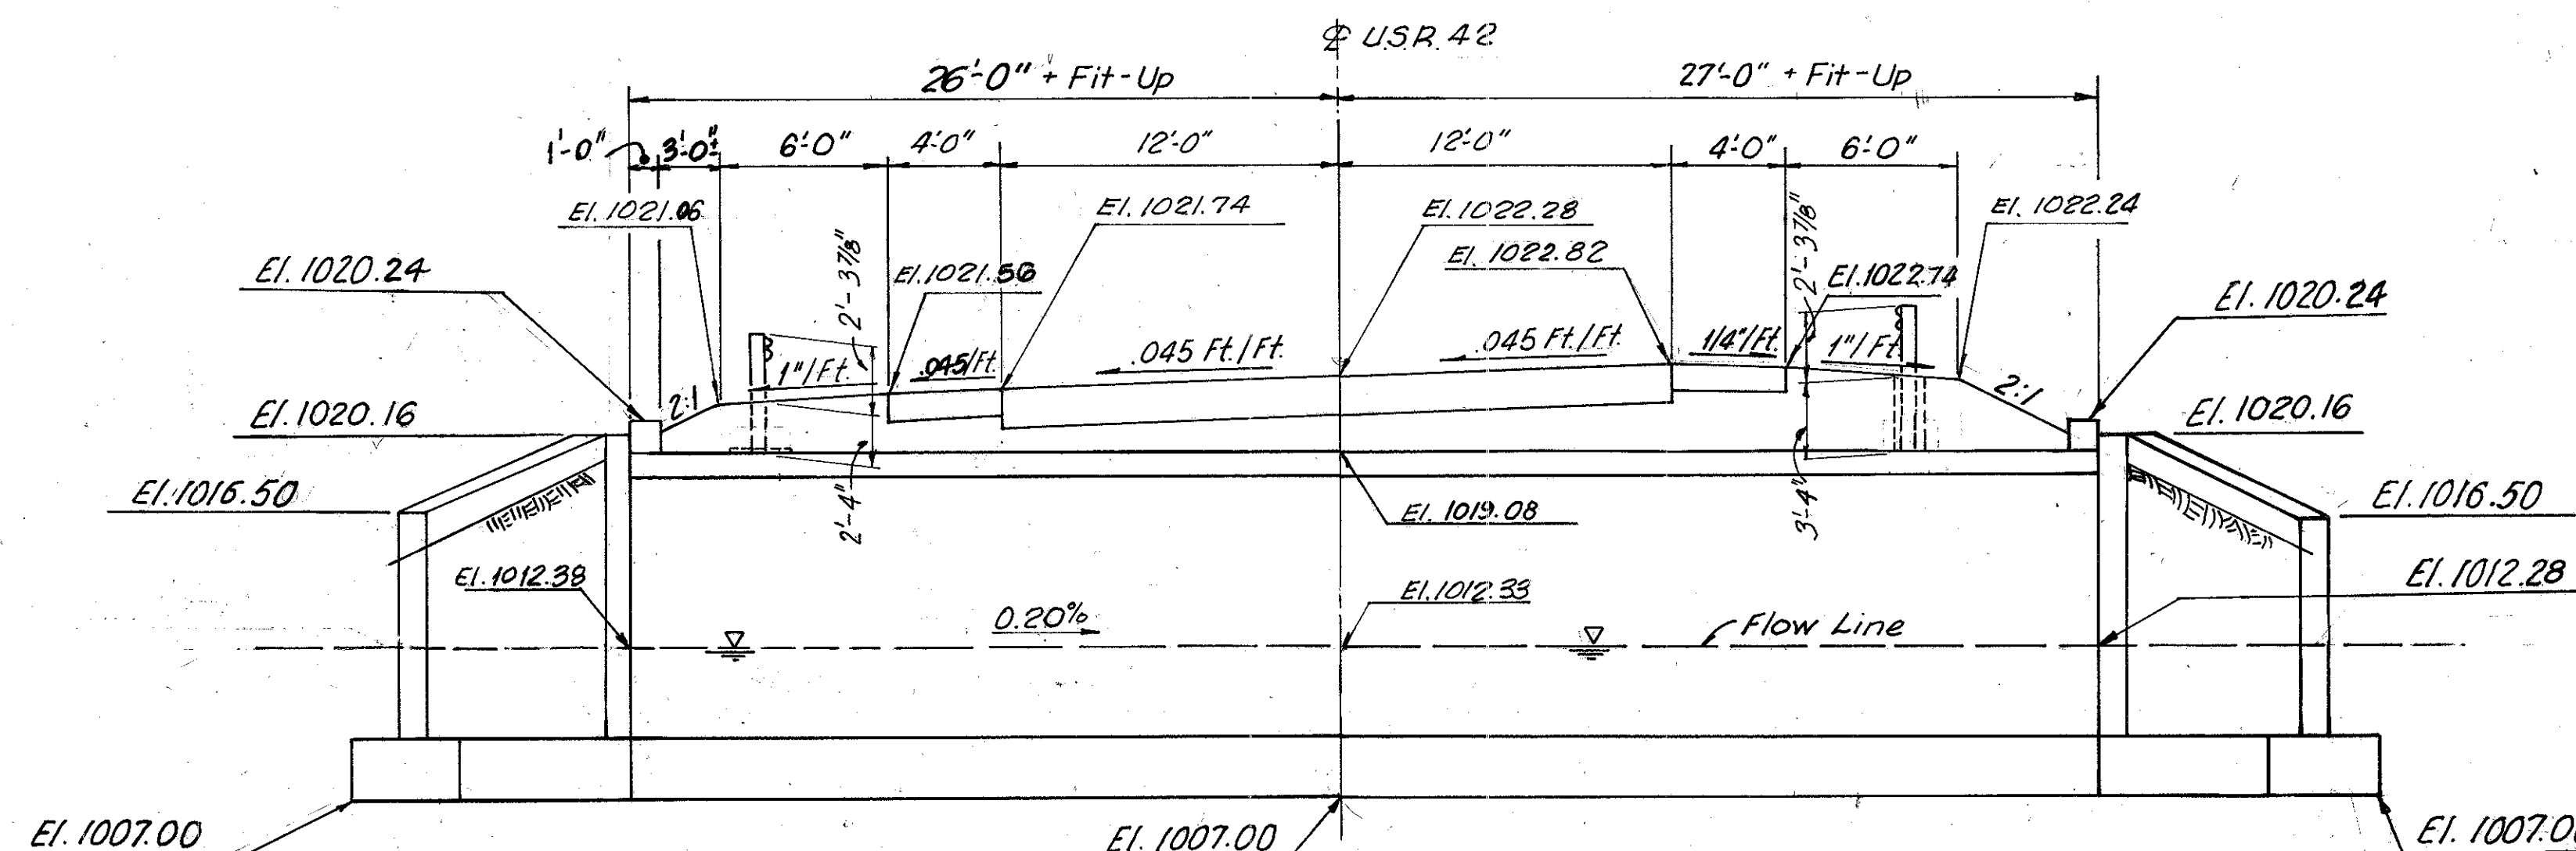 ℄ U.S.R. 42
26'-0" + Fit-Up
27'-0" + Fit-Up
1'-0"
3'-0"±
6'-0"
4'-0"
12'-0"
12'-0"
4'-0"
6'-0"
El. 1021.06
El. 1021.74
El. 1022.28
El. 1022.24
2'-3 7/8"
2'-3 7/8"
El. 1020.24
El. 1021.56
El. 1022.82
El. 1022.74
El. 1020.24
1"/Ft.
.045/Ft.
.045 Ft./Ft.
.045 Ft./Ft.
1/4"/Ft.
1"/Ft.
2:1
2:1
El. 1020.16
El. 1020.16
El. 1016.50
2'-4"
El. 1019.08
3'-4"
El. 1016.50
El. 1012.38
0.20%
El. 1012.33
Flow Line
El. 1012.28
El. 1007.00
El. 1007.00
El. 1007.00